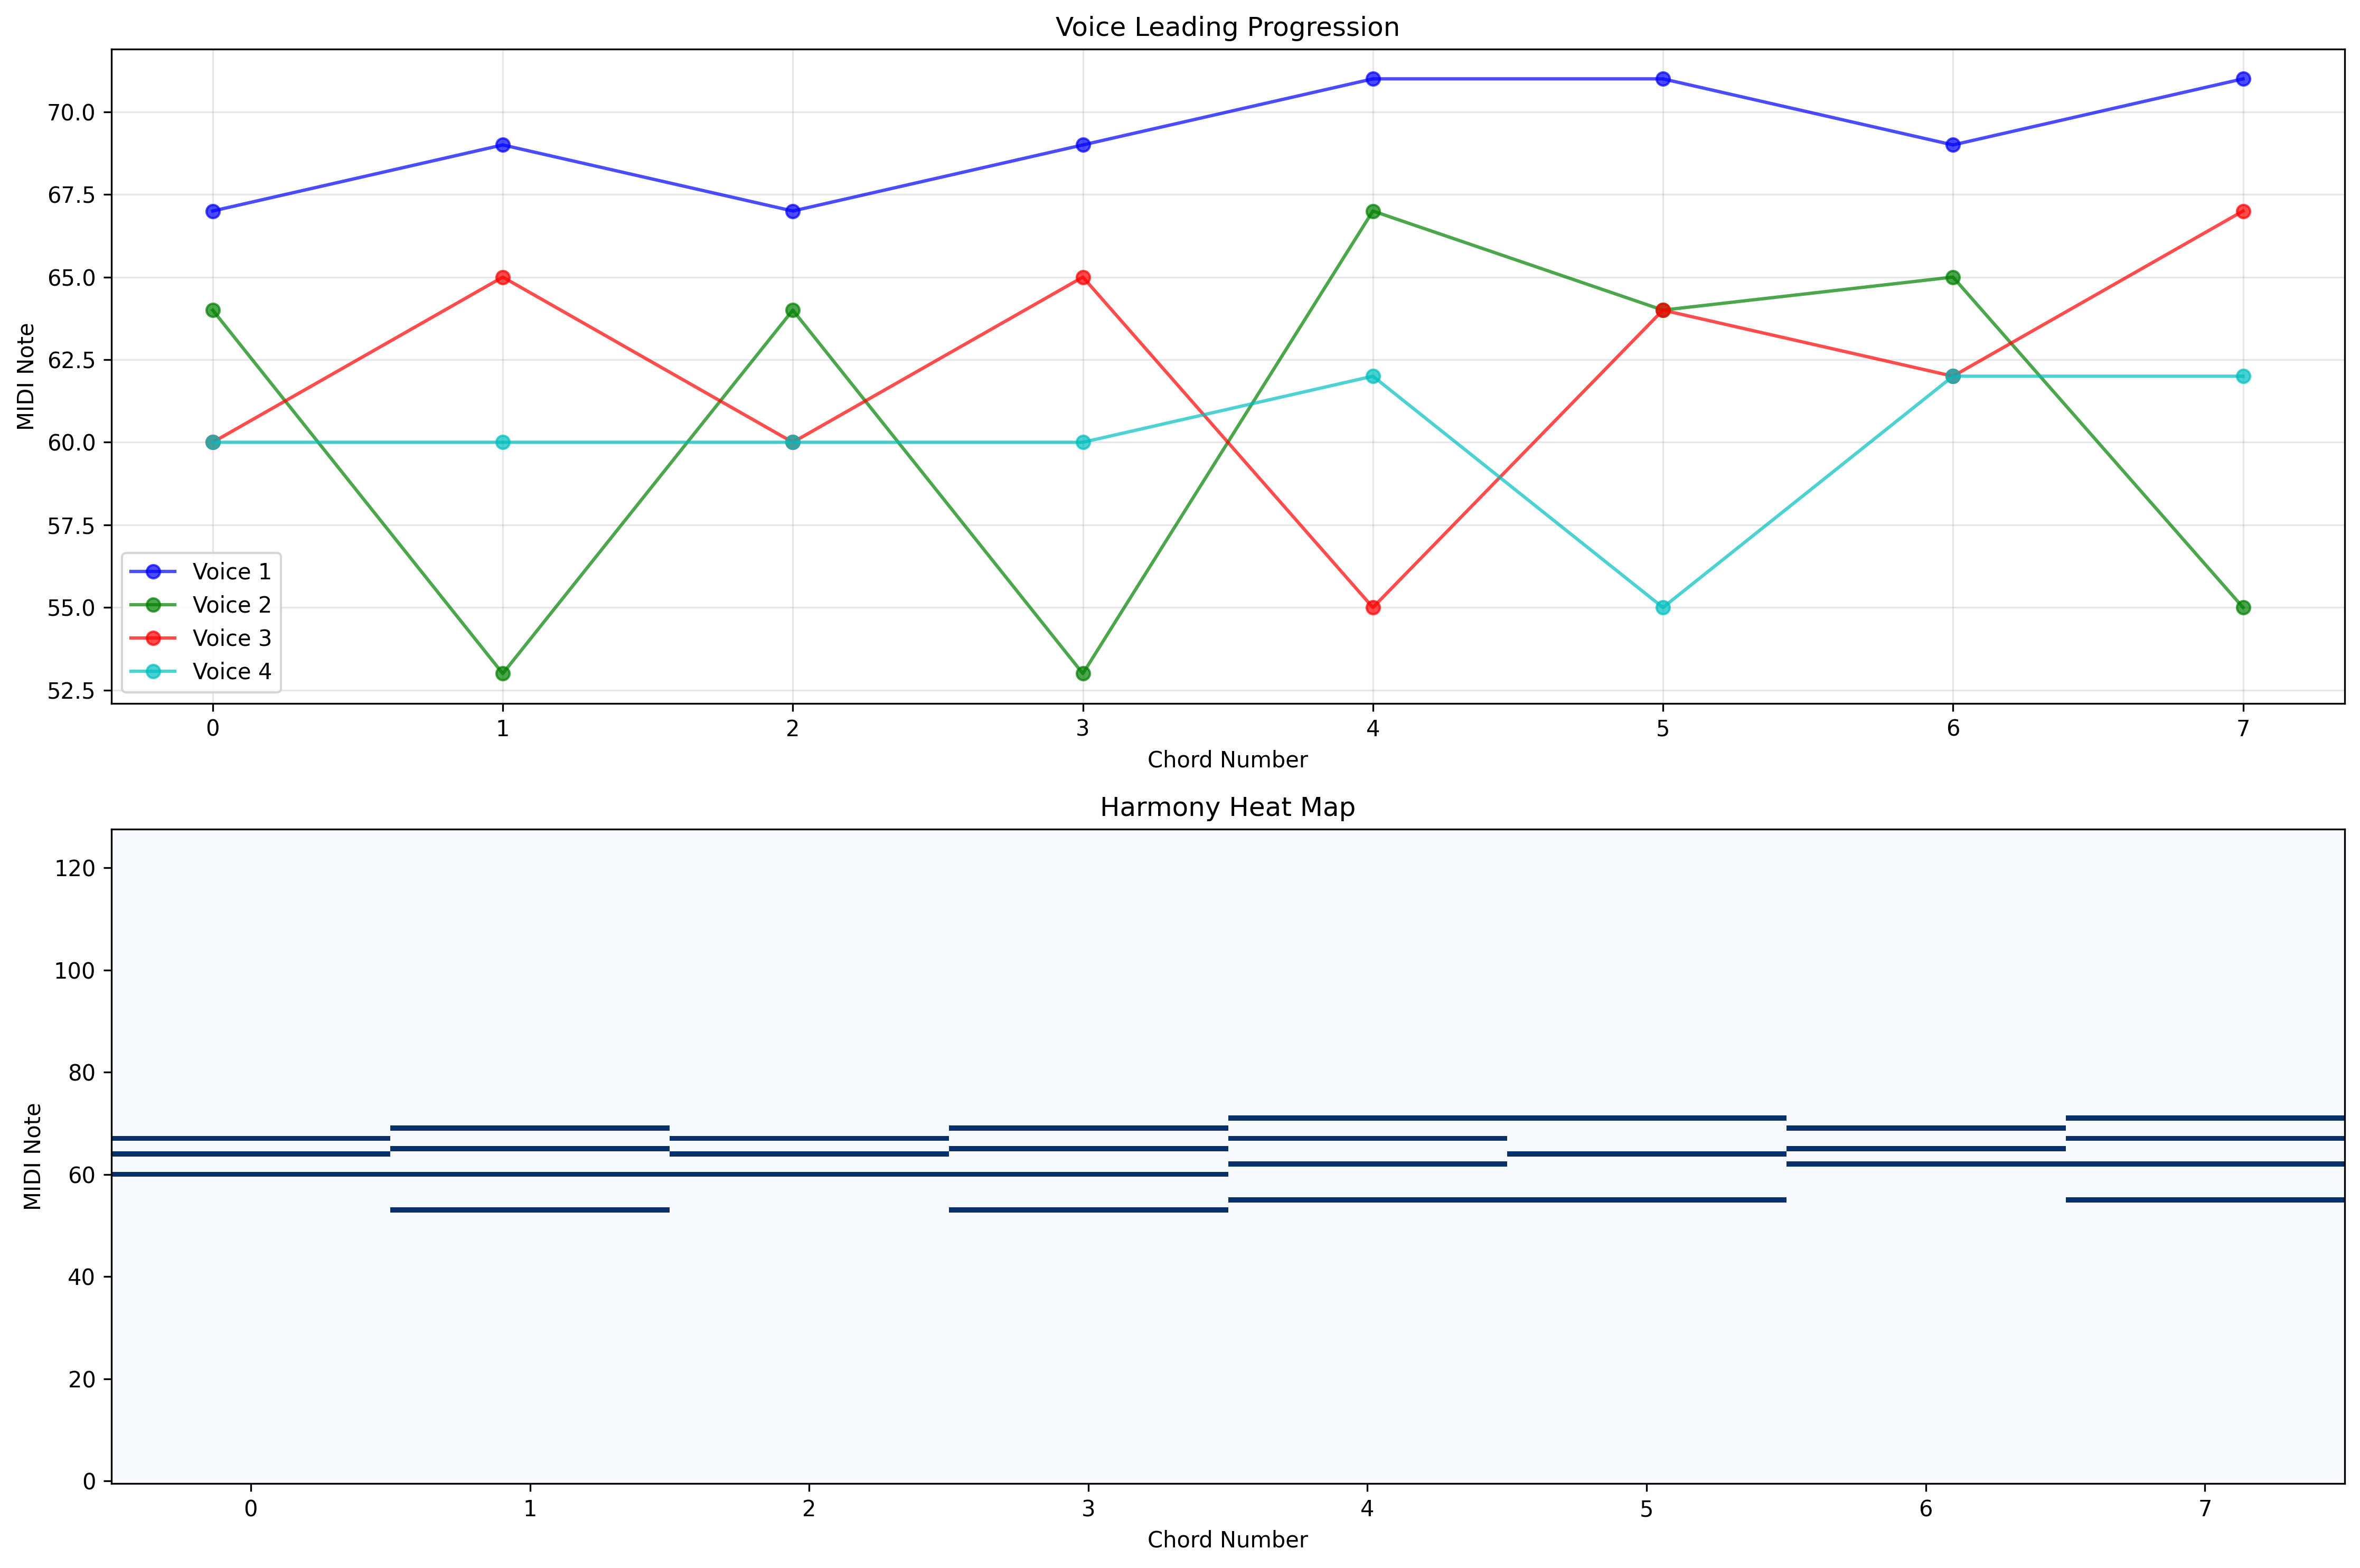 Voice Leading Progression
MIDI Note
70.0
67.5
65.0
62.5
60.0
57.5
55.0
52.5
Voice 1
Voice 2
Voice 3
Voice 4
0 1 2 3 4 5 6 7
Chord Number
Harmony Heat Map
MIDI Note
120
100
80
60
40
20
0
0 1 2 3 4 5 6 7
Chord Number